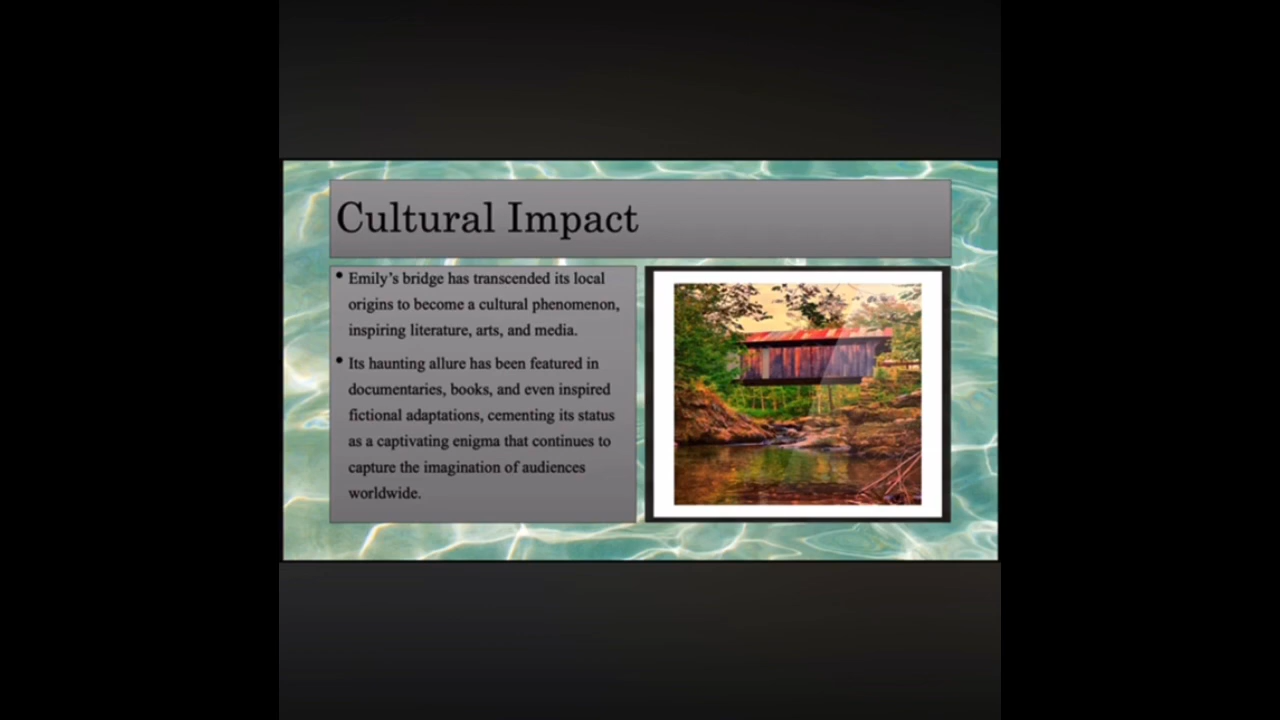 Cultural Impact
• Emily’s bridge has transcended its local
origins to become a cultural phenomenon,
inspiring literature, arts, and media.
• Its haunting allure has been featured in
documentaries, books, and even inspired
fictional adaptations, cementing its status
as a captivating enigma that continues to
capture the imagination of audiences
worldwide.